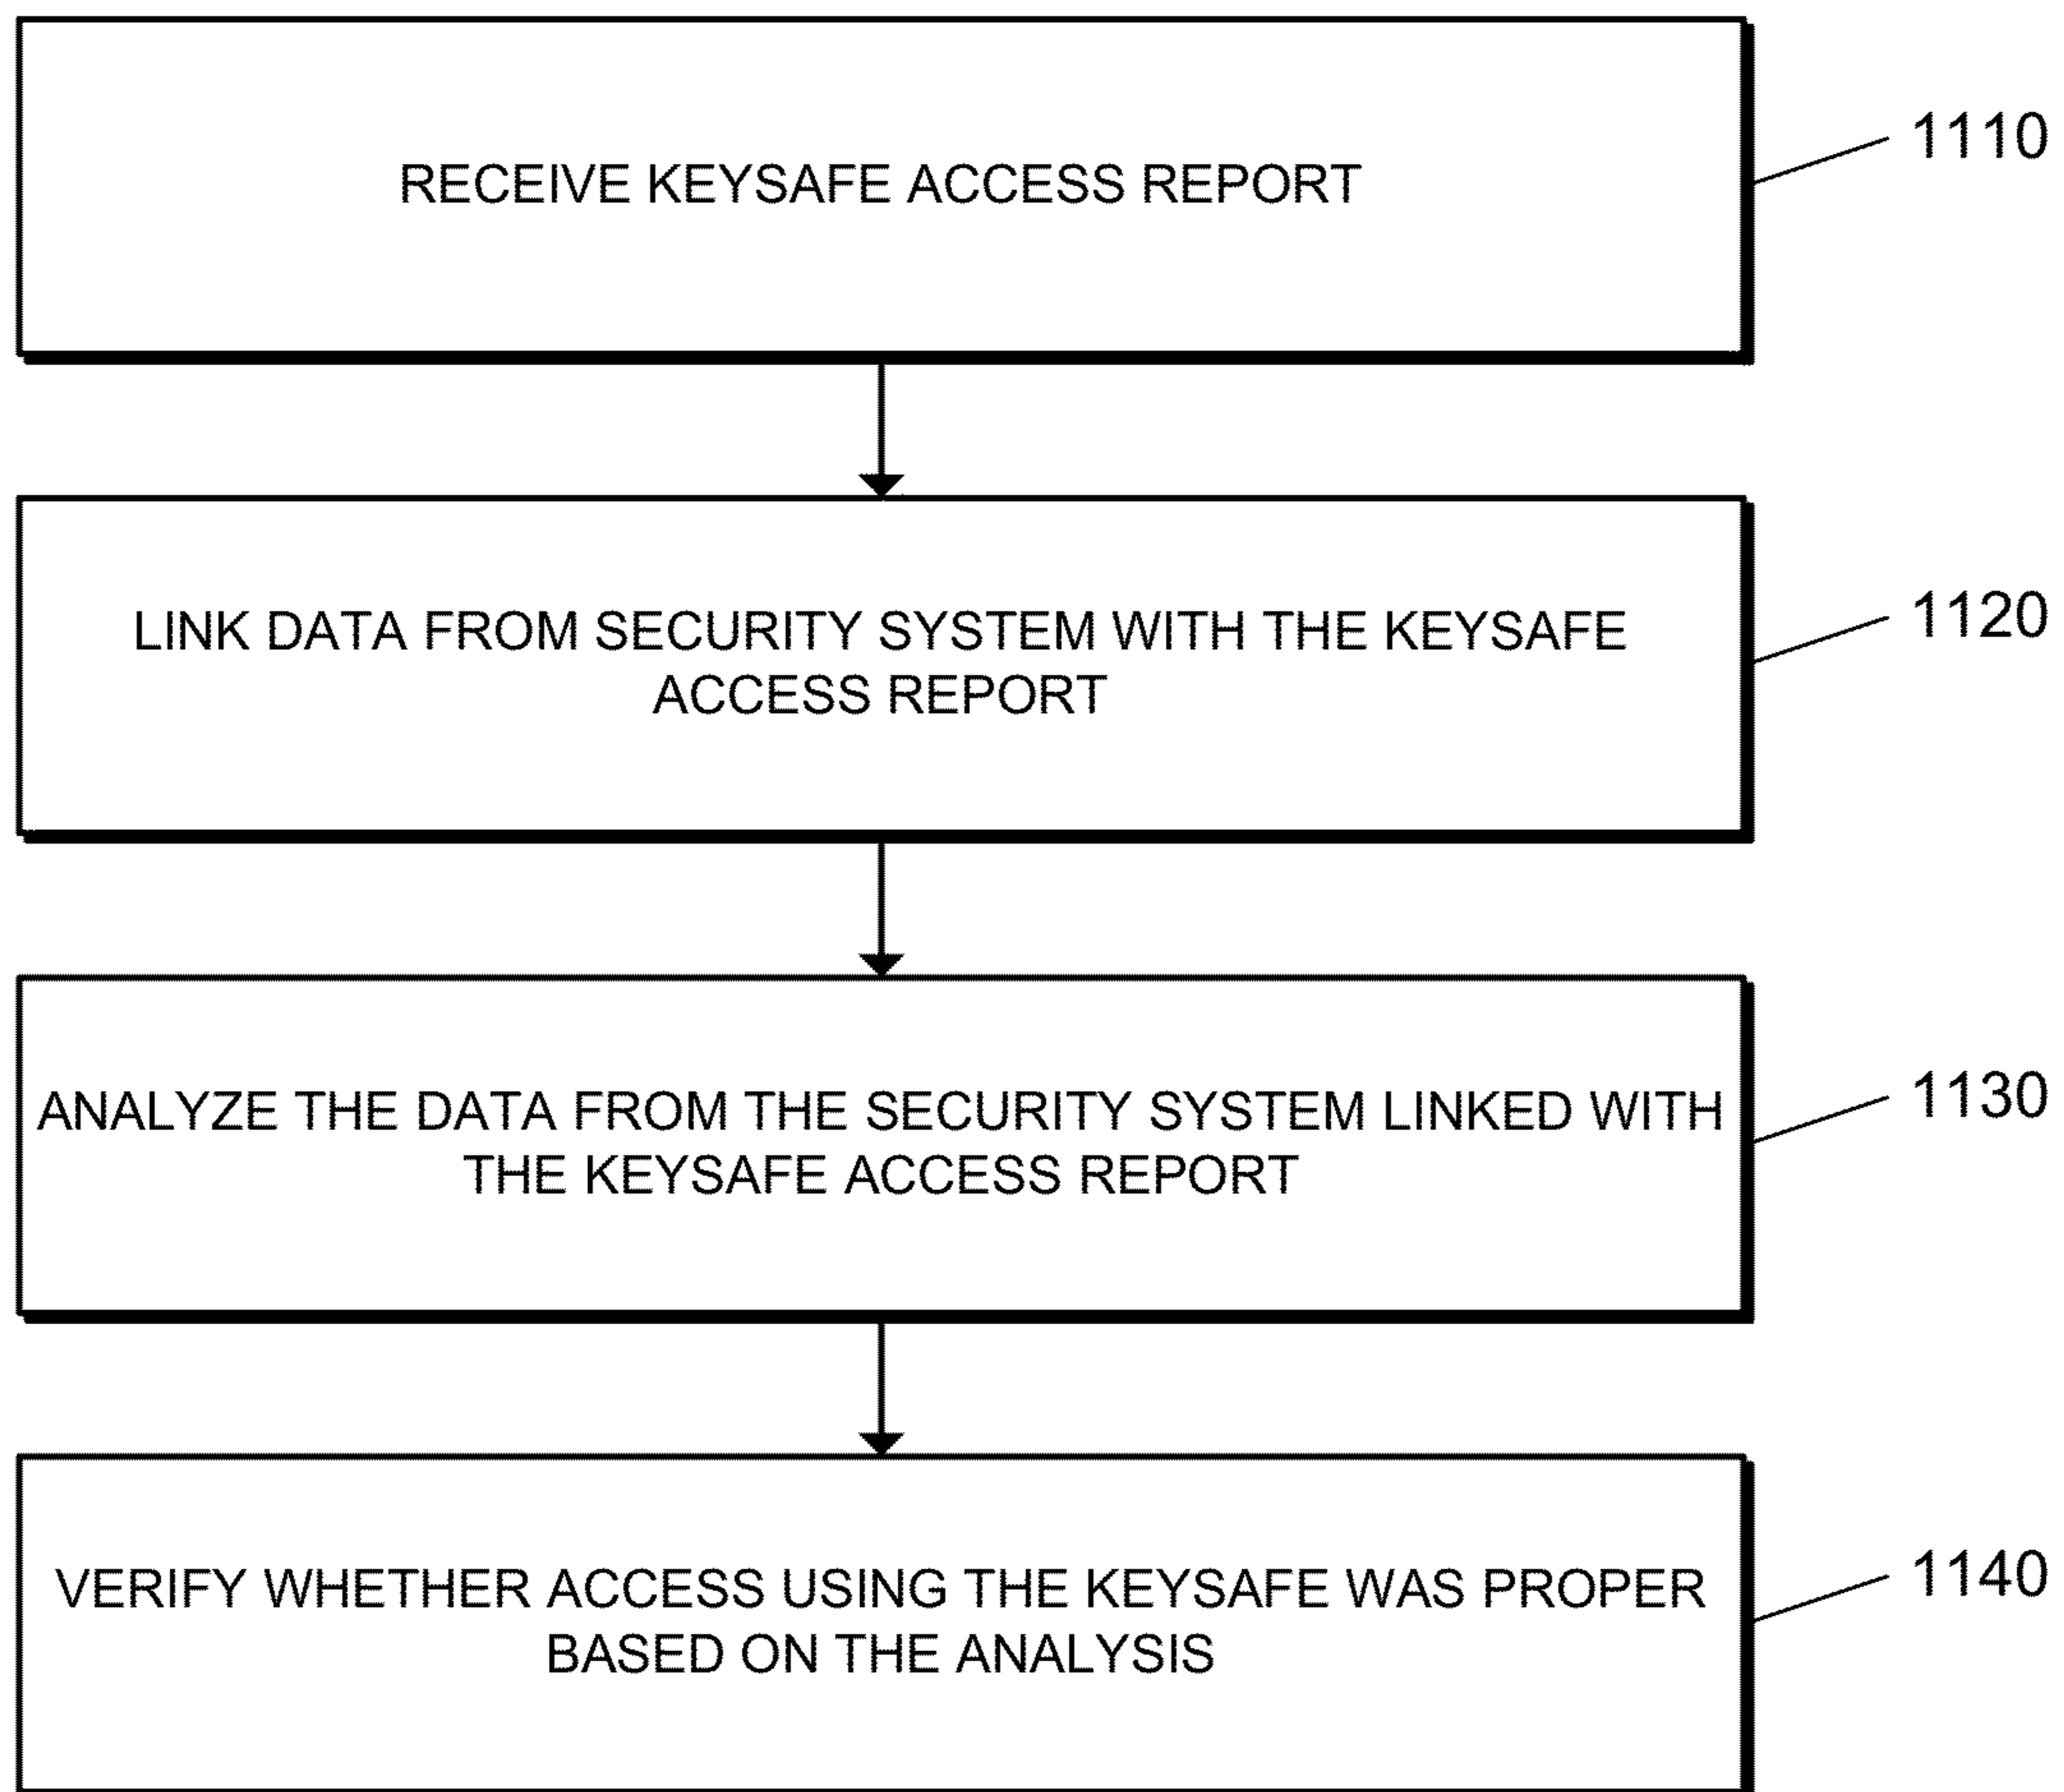 RECEIVE KEYSAFE ACCESS REPORT
1110
LINK DATA FROM SECURITY SYSTEM WITH THE KEYSAFE
ACCESS REPORT
1120
ANALYZE THE DATA FROM THE SECURITY SYSTEM LINKED WITH
THE KEYSAFE ACCESS REPORT
1130
VERIFY WHETHER ACCESS USING THE KEYSAFE WAS PROPER
BASED ON THE ANALYSIS
1140